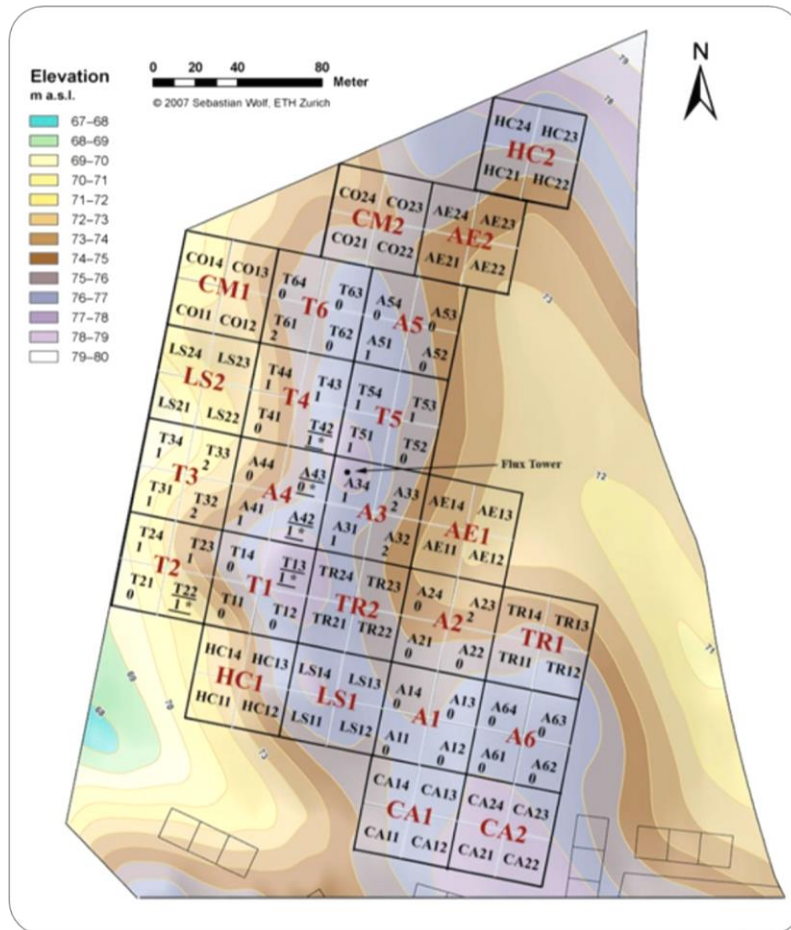 N
Elevation
m a.s.l.
67–68
68–69
69–70
70–71
71–72
72–73
73–74
74–75
75–76
76–77
77–78
78–79
79–80
0 20 40 80 Meter
© 2007 Sebastian Wolf, ETH Zurich
79
78
HC24 HC23
HC2
HC21 HC22
CO24 CO23
CM2
CO21 CO22
AE24 AE23
AE2
AE21 AE22
CO14 CO13
CM1
CO11 CO12
T64 T63
0 0
T6
T61 T62
2 0
A54 A53
0 0
A5
A51 A52
1 0
73
LS24 LS23
LS2
LS21 LS22
T44 T43
1 1
T4
T41 T42
0 1 *
T54 T53
1 1
T5
T51 T52
1 0
Flux Tower
72
T34 T33
1 2
T3
T31 T32
1 2
A44 A43
0 0 *
A4
A41 A42
1 1 *
A34 A33
1 2
A3
A31 A32
1 2
AE14 AE13
AE1
AE11 AE12
T24 T23
1 1
T2
T21 T22
0 1 *
T14 T13
0 1 *
T1
T11 T12
0 0
TR24 TR23
TR2
TR21 TR22
A24 A23
0 2
A2
A21 A22
0 0
TR14 TR13
TR1
TR11 TR12
71
HC14 HC13
HC1
HC11 HC12
LS14 LS13
LS1
LS11 LS12
A14 A13
0 0
A1
A11 A12
0 0
A64 A63
0 0
A6
A61 A62
0 0
69
68
70
73
CA14 CA13
CA1
CA11 CA12
CA24 CA23
CA2
CA21 CA22